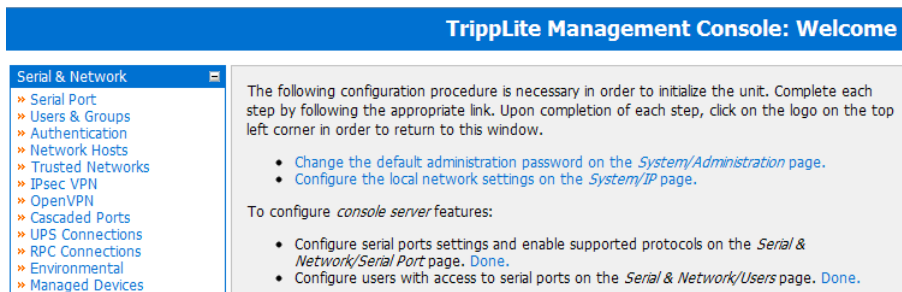 TrippLite Management Console: Welcome
Serial & Network
» Serial Port
» Users & Groups
» Authentication
» Network Hosts
» Trusted Networks
» IPsec VPN
» OpenVPN
» Cascaded Ports
» UPS Connections
» RPC Connections
» Environmental
» Managed Devices
The following configuration procedure is necessary in order to initialize the unit. Complete each
step by following the appropriate link. Upon completion of each step, click on the logo on the top
left corner in order to return to this window.
• Change the default administration password on the System/Administration page.
• Configure the local network settings on the System/IP page.
To configure console server features:
• Configure serial ports settings and enable supported protocols on the Serial &
Network/Serial Port page. Done.
• Configure users with access to serial ports on the Serial & Network/Users page. Done.